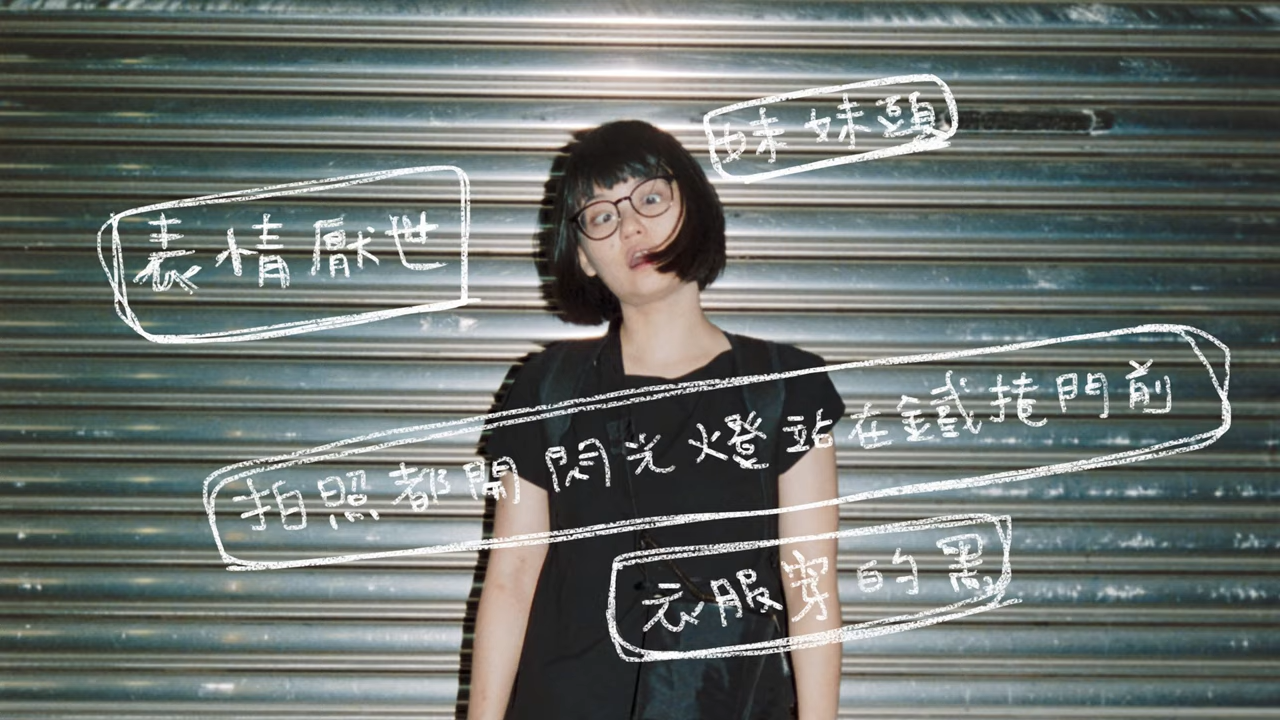 妹妹頭
表情厭世
拍照都開閃光燈站在鐵捲門前
衣服穿的黑